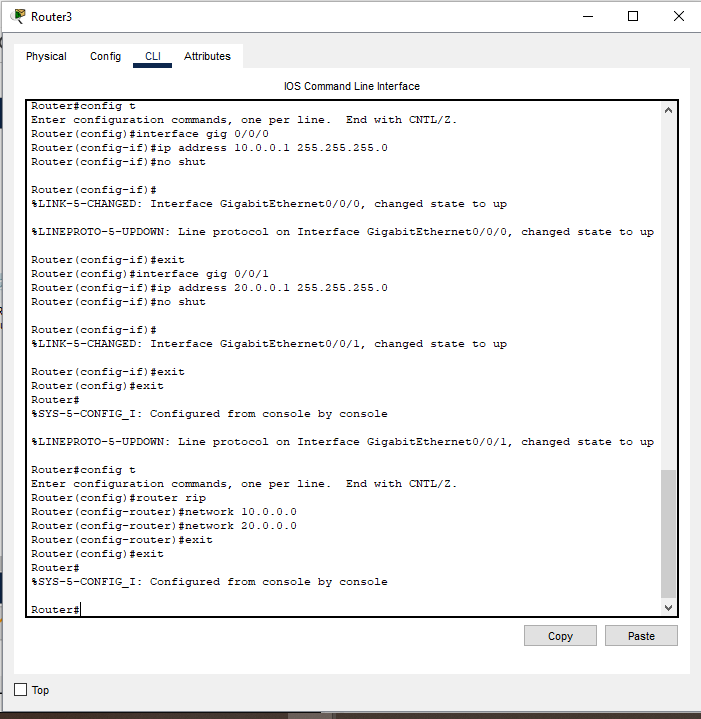 Router3
Physical Config CLI Attributes
IOS Command Line Interface
Router#config t
Enter configuration commands, one per line.  End with CNTL/Z.
Router(config)#interface gig 0/0/0
Router(config-if)#ip address 10.0.0.1 255.255.255.0
Router(config-if)#no shut
Router(config-if)#
%LINK-5-CHANGED: Interface GigabitEthernet0/0/0, changed state to up
%LINEPROTO-5-UPDOWN: Line protocol on Interface GigabitEthernet0/0/0, changed state to up
Router(config-if)#exit
Router(config)#interface gig 0/0/1
Router(config-if)#ip address 20.0.0.1 255.255.255.0
Router(config-if)#no shut
Router(config-if)#
%LINK-5-CHANGED: Interface GigabitEthernet0/0/1, changed state to up
Router(config-if)#exit
Router(config)#exit
Router#
%SYS-5-CONFIG_I: Configured from console by console
%LINEPROTO-5-UPDOWN: Line protocol on Interface GigabitEthernet0/0/1, changed state to up
Router#config t
Enter configuration commands, one per line.  End with CNTL/Z.
Router(config)#router rip
Router(config-router)#network 10.0.0.0
Router(config-router)#network 20.0.0.0
Router(config-router)#exit
Router(config)#exit
Router#
%SYS-5-CONFIG_I: Configured from console by console
Router#
Copy Paste
Top